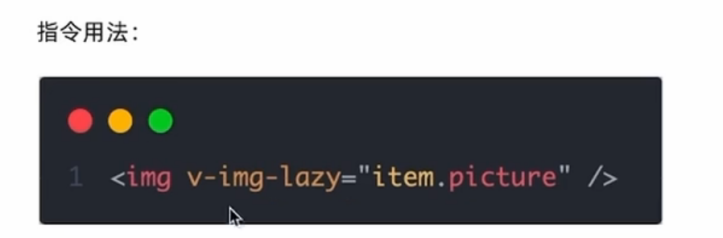 指令用法：
1 <img v-img-lazy="item.picture" />